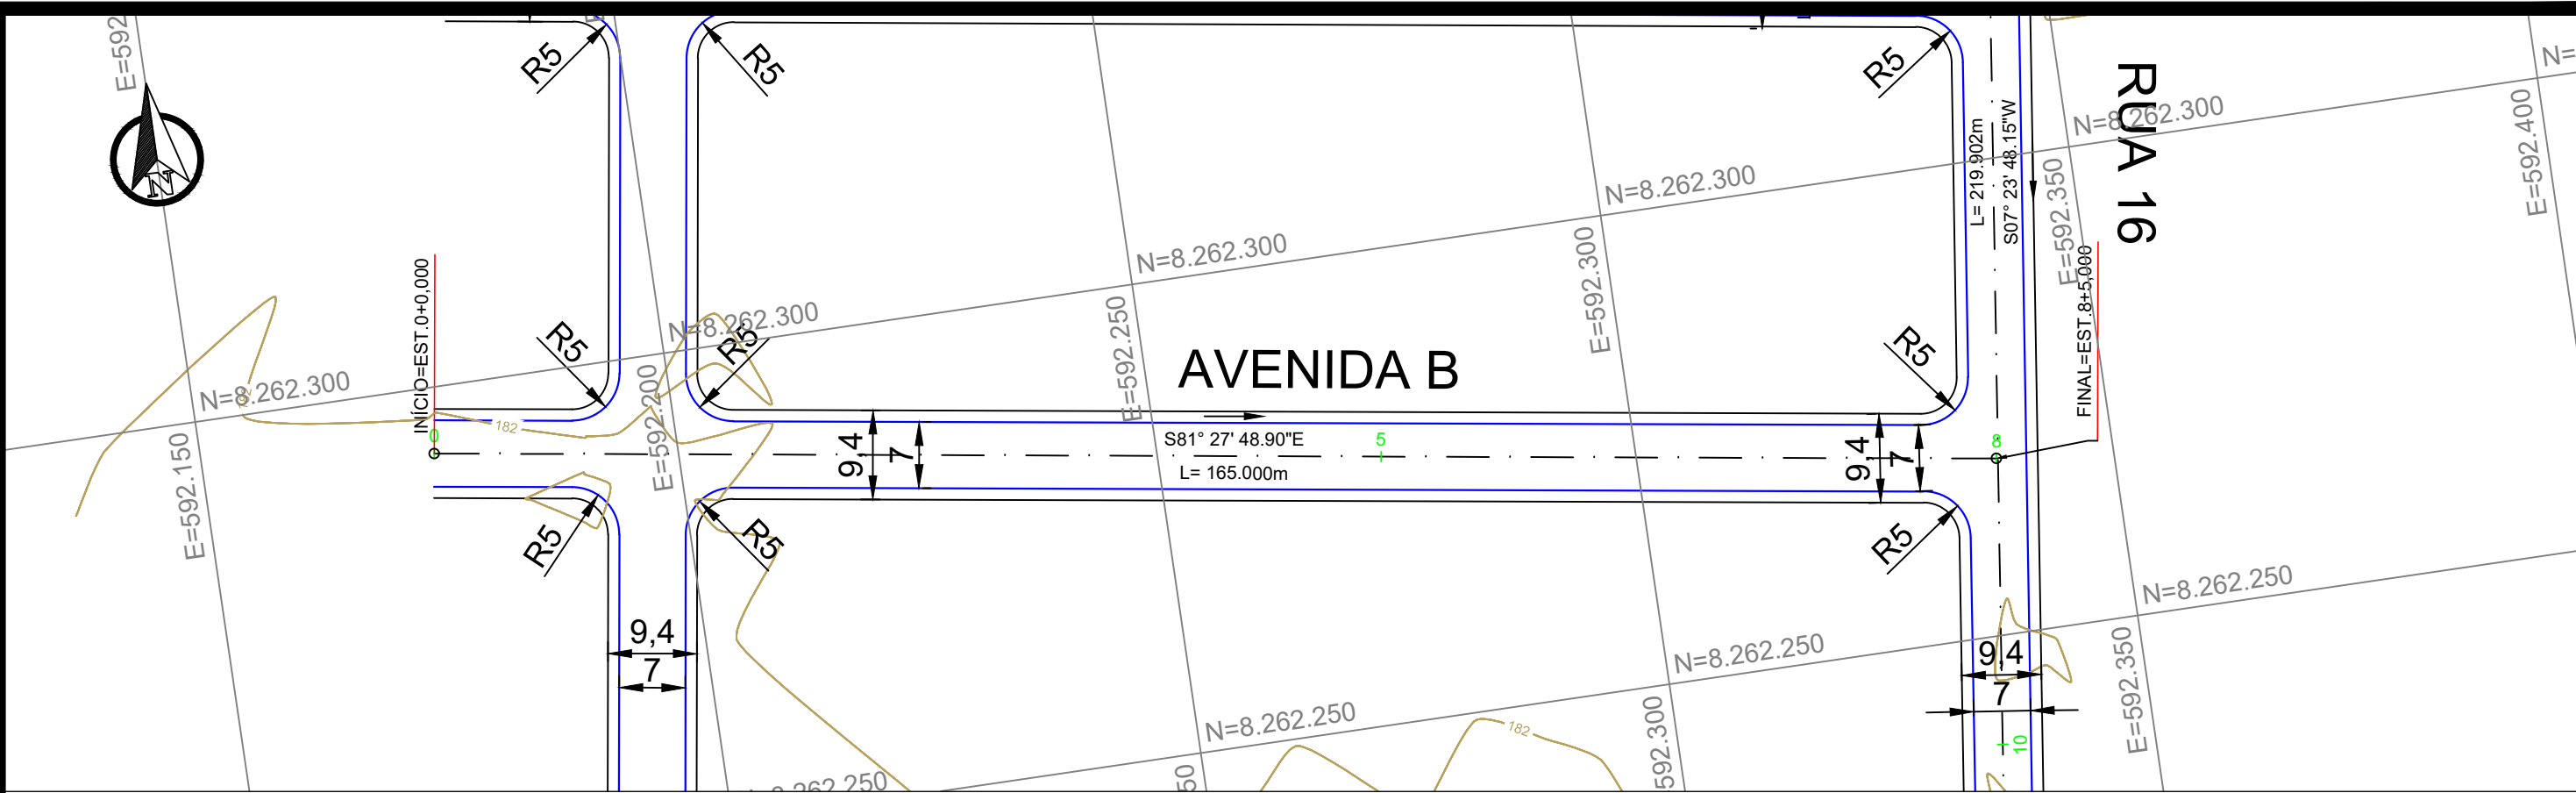 E=592
R5
R5
R5
N=8.262.300
RUA 16
E=592.400
L= 219.902m
S07° 23' 48.15"W
N=8.262.300
N=8.262.300
E=592.350
N
INÍCIO=EST.0+0,000
FINAL=EST.8+5,000
N=8.262.300
E=592.250
E=592.300
R5
R5
R5
AVENIDA B
N=8.262.300
E=592.200
182
0
9,4
7
S81° 27' 48.90"E
5
L= 165.000m
9,4
7
8
E=592.150
R5
R5
R5
N=8.262.250
9,4
7
N=8.262.250
9,4
7
E=592.350
N=8.262.250
592.300
182
10
8.262.250
50